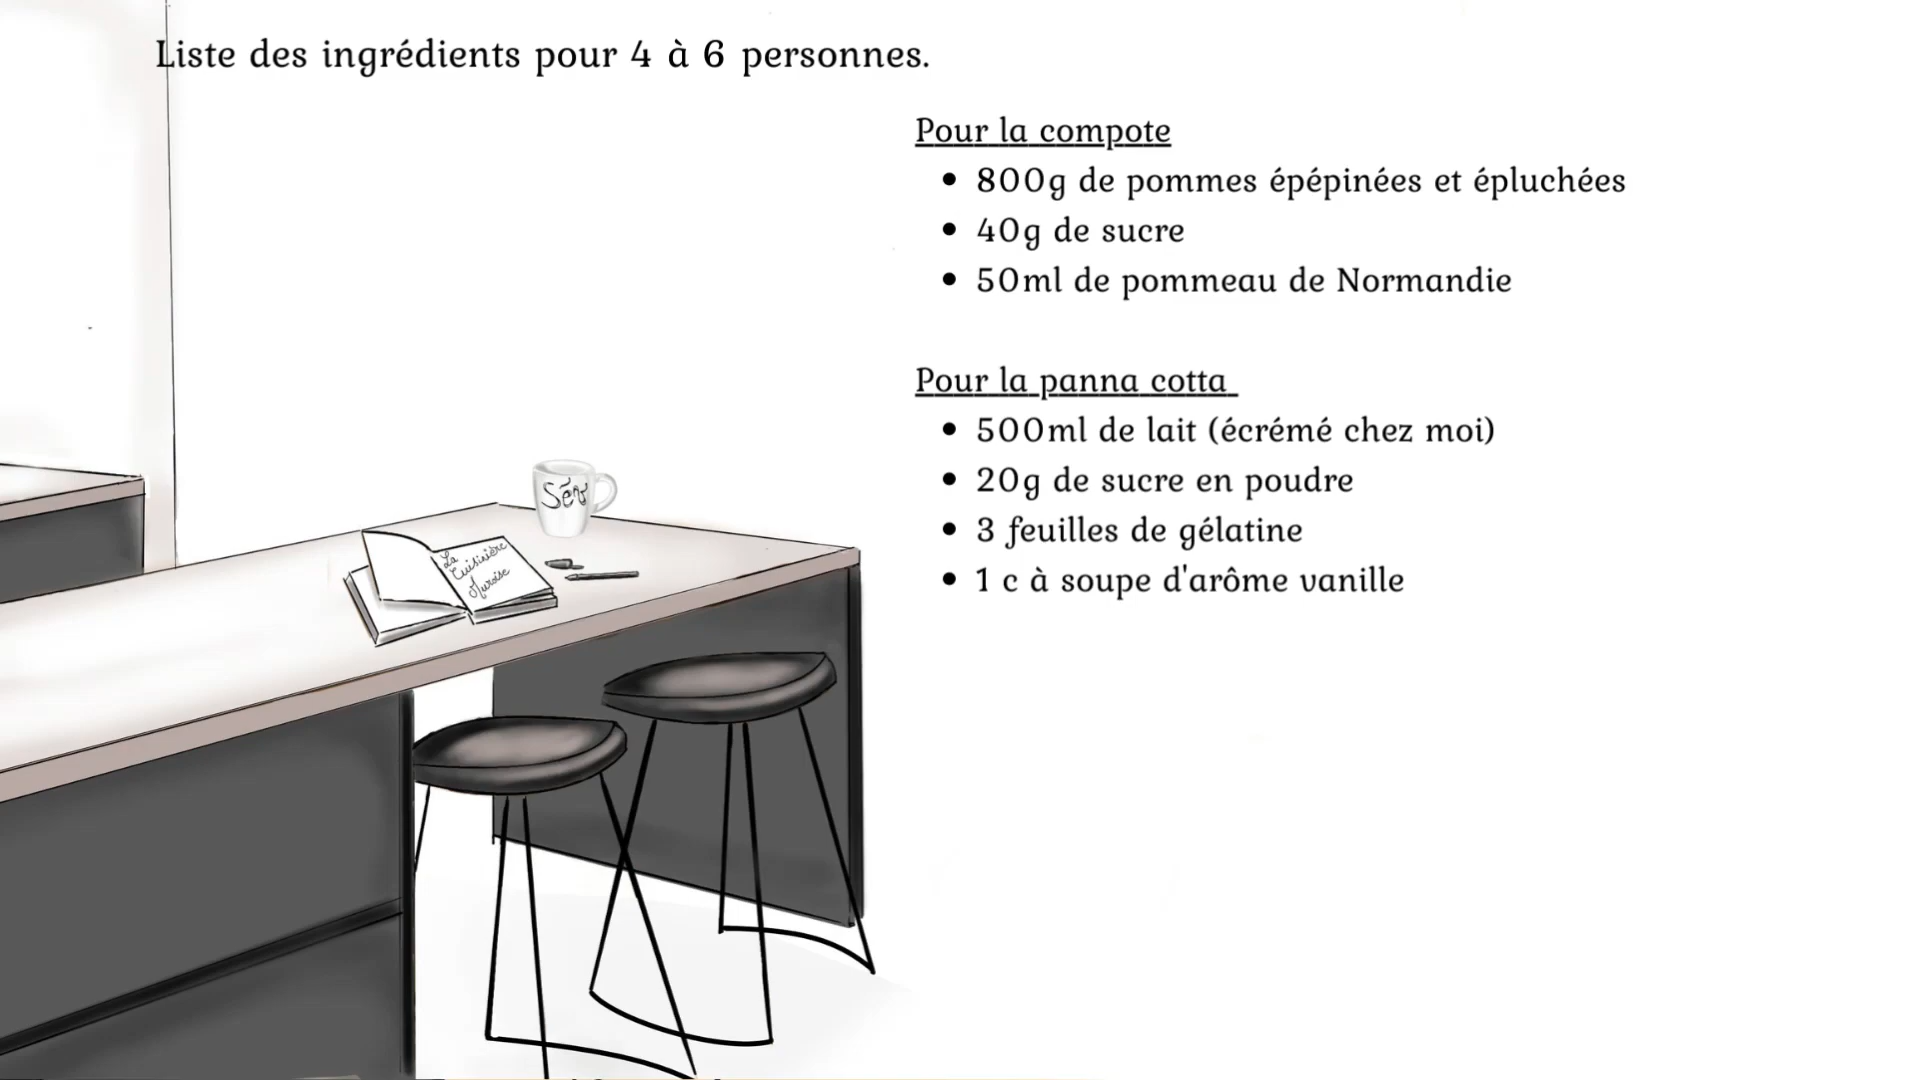 Liste des ingrédients pour 4 à 6 personnes.
Pour la compote
• 800g de pommes épépinées et épluchées
• 40g de sucre
• 50ml de pommeau de Normandie
Pour la panna cotta
• 500ml de lait (écrémé chez moi)
• 20g de sucre en poudre
• 3 feuilles de gélatine
• 1 c à soupe d'arôme vanille
La
Cuisinière